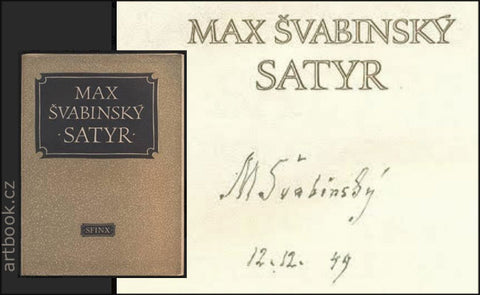 MAX
ŠVABINSKÝ
·SATYR·
SFINX
MAX ŠVABINSKÝ
SATYR
M Švabinský
12.12. 49
artbook.cz